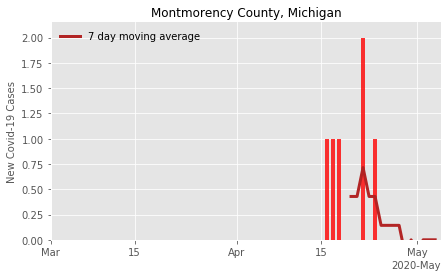 Montmorency County, Michigan
7 day moving average
New Covid-19 Cases
2.00
1.75
1.50
1.25
1.00
0.75
0.50
0.25
0.00
Mar 15 Apr 15 May
2020-May